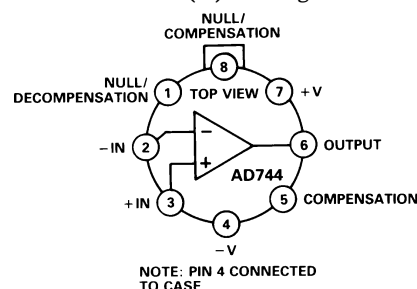 NULL/
COMPENSATION
8
NULL/
DECOMPENSATION
1
TOP VIEW
7
+V
−IN
2
−
6
OUTPUT
+
AD744
+IN
3
5
COMPENSATION
4
−V
NOTE: PIN 4 CONNECTED
TO CASE